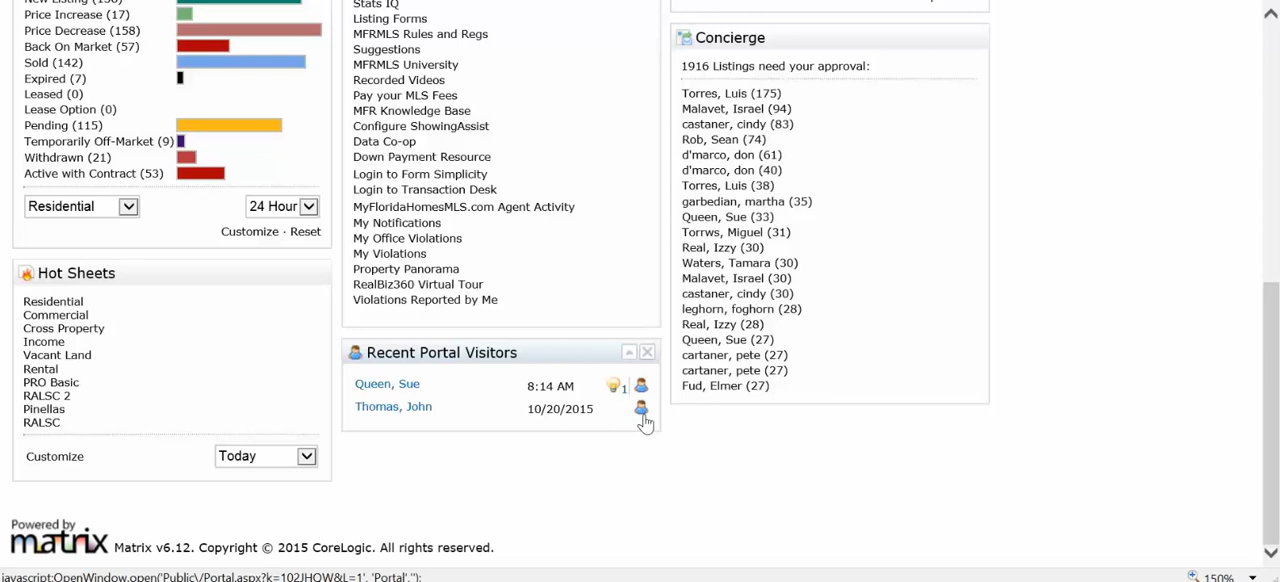 New Listing (150)
Price Increase (17)
Price Decrease (158)
Back On Market (57)
Sold (142)
Expired (7)
Leased (0)
Lease Option (0)
Pending (115)
Temporarily Off-Market (9)
Withdrawn (21)
Active with Contract (53)
Residential
24 Hour
Customize · Reset
Hot Sheets
Residential
Commercial
Cross Property
Income
Vacant Land
Rental
PRO Basic
RALSC 2
Pinellas
RALSC
Customize
Today
Stats IQ
Listing Forms
MFRMLS Rules and Regs
Suggestions
MFRMLS University
Recorded Videos
Pay your MLS Fees
MFR Knowledge Base
Configure ShowingAssist
Data Co-op
Down Payment Resource
Login to Form Simplicity
Login to Transaction Desk
MyFloridaHomesMLS.com Agent Activity
My Notifications
My Office Violations
My Violations
Property Panorama
RealBiz360 Virtual Tour
Violations Reported by Me
Recent Portal Visitors
Queen, Sue 8:14 AM 1
Thomas, John 10/20/2015
Concierge
1916 Listings need your approval:
Torres, Luis (175)
Malavet, Israel (94)
castaner, cindy (83)
Rob, Sean (74)
d'marco, don (61)
d'marco, don (40)
Torres, Luis (38)
garbedian, martha (35)
Queen, Sue (33)
Torrws, Miguel (31)
Real, Izzy (30)
Waters, Tamara (30)
Malavet, Israel (30)
castaner, cindy (30)
leghorn, foghorn (28)
Real, Izzy (28)
Queen, Sue (27)
cartaner, pete (27)
cartaner, pete (27)
Fud, Elmer (27)
Powered by
matrix Matrix v6.12. Copyright © 2015 CoreLogic. All rights reserved.
javascript:OpenWindow.open('Public\/Portal.aspx?k=102JHQW&L=1', 'Portal','');
150%